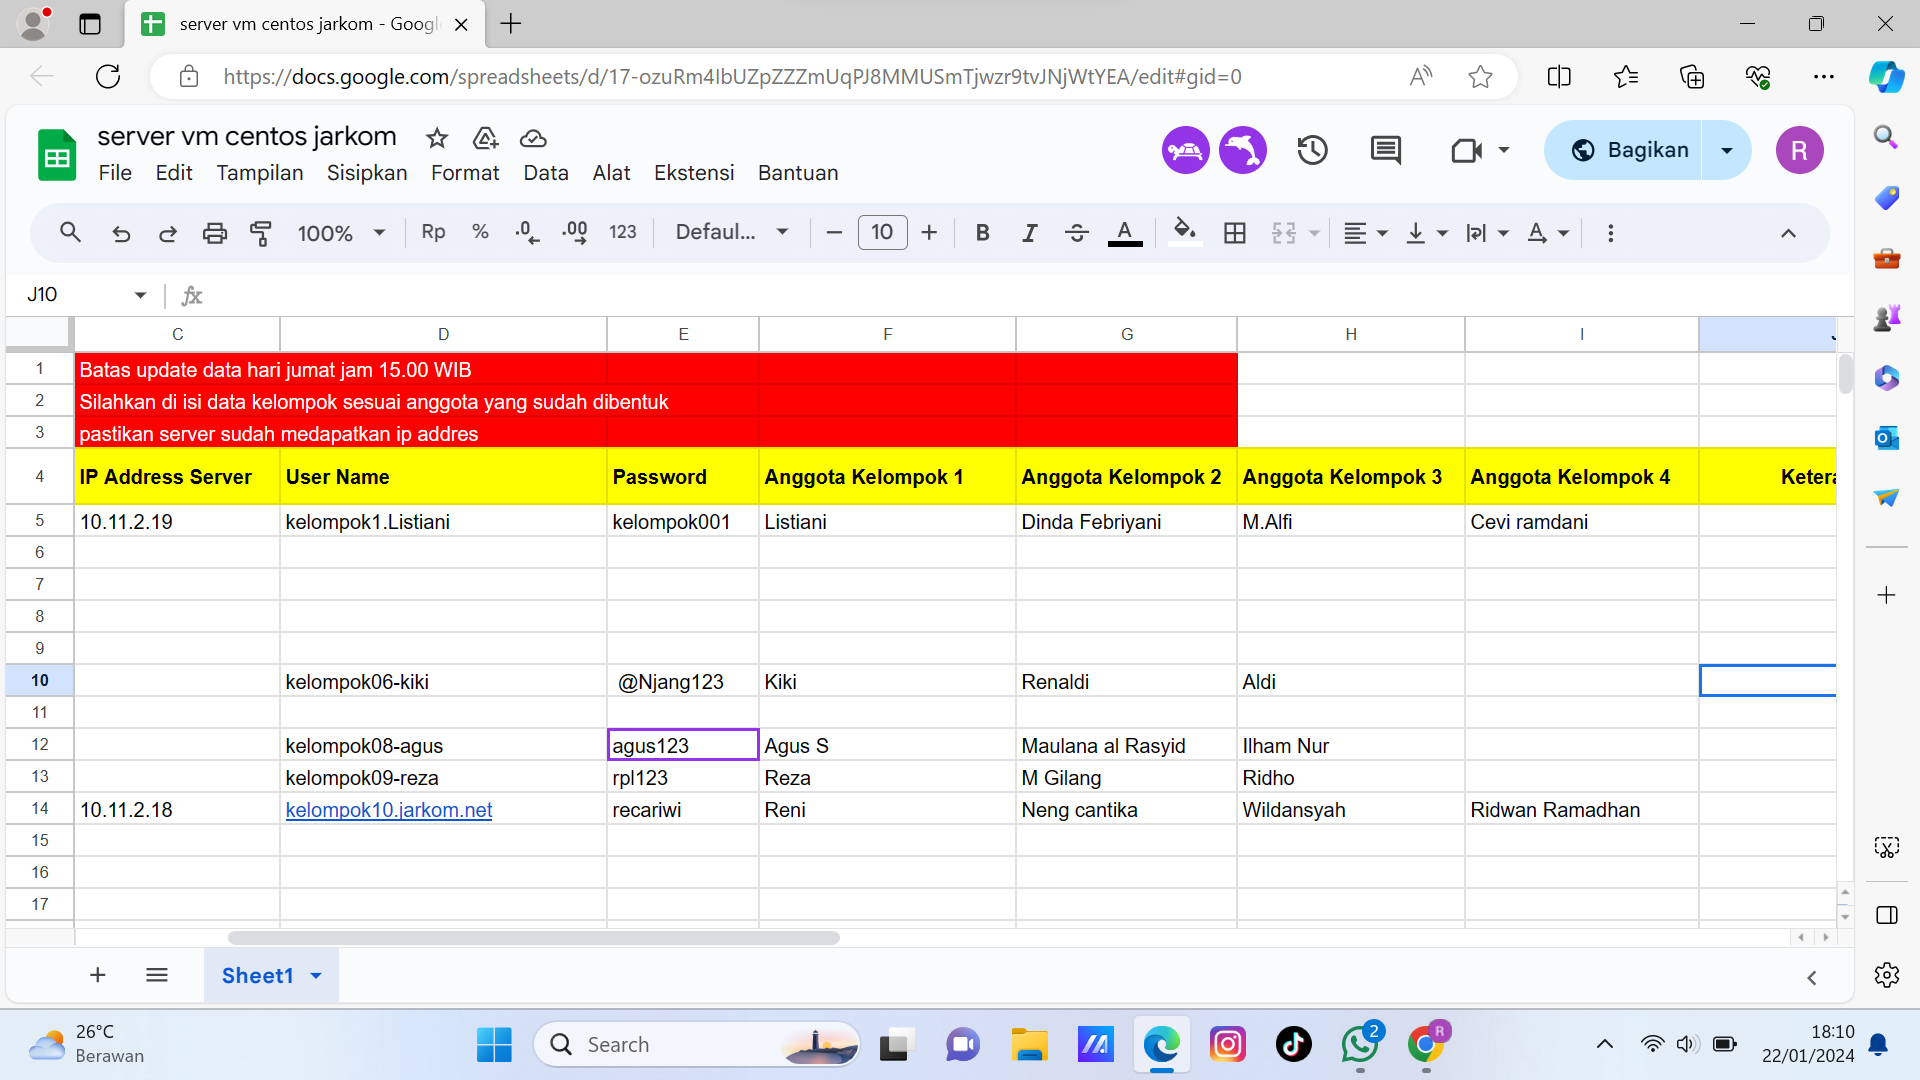 server vm centos jarkom - Googl
https://docs.google.com/spreadsheets/d/17-ozuRm4IbUZpZZZmUqPJ8MMUSmTjwzr9tvJNjWtYEA/edit#gid=0
server vm centos jarkom
File Edit Tampilan Sisipkan Format Data Alat Ekstensi Bantuan
Bagikan
R
100% Rp % .0 .00 123 Defaul... 10 B I A
J10 fx
C D E F G H I
1 Batas update data hari jumat jam 15.00 WIB
2 Silahkan di isi data kelompok sesuai anggota yang sudah dibentuk
3 pastikan server sudah medapatkan ip addres
4 IP Address Server User Name Password Anggota Kelompok 1 Anggota Kelompok 2 Anggota Kelompok 3 Anggota Kelompok 4 Ketera
5 10.11.2.19 kelompok1.Listiani kelompok001 Listiani Dinda Febriyani M.Alfi Cevi ramdani
6
7
8
9
10 kelompok06-kiki @Njang123 Kiki Renaldi Aldi
11
12 kelompok08-agus agus123 Agus S Maulana al Rasyid Ilham Nur
13 kelompok09-reza rpl123 Reza M Gilang Ridho
14 10.11.2.18 kelompok10.jarkom.net recariwi Reni Neng cantika Wildansyah Ridwan Ramadhan
15
16
17
Sheet1
26°C
Berawan
Search
2
R
18:10
22/01/2024